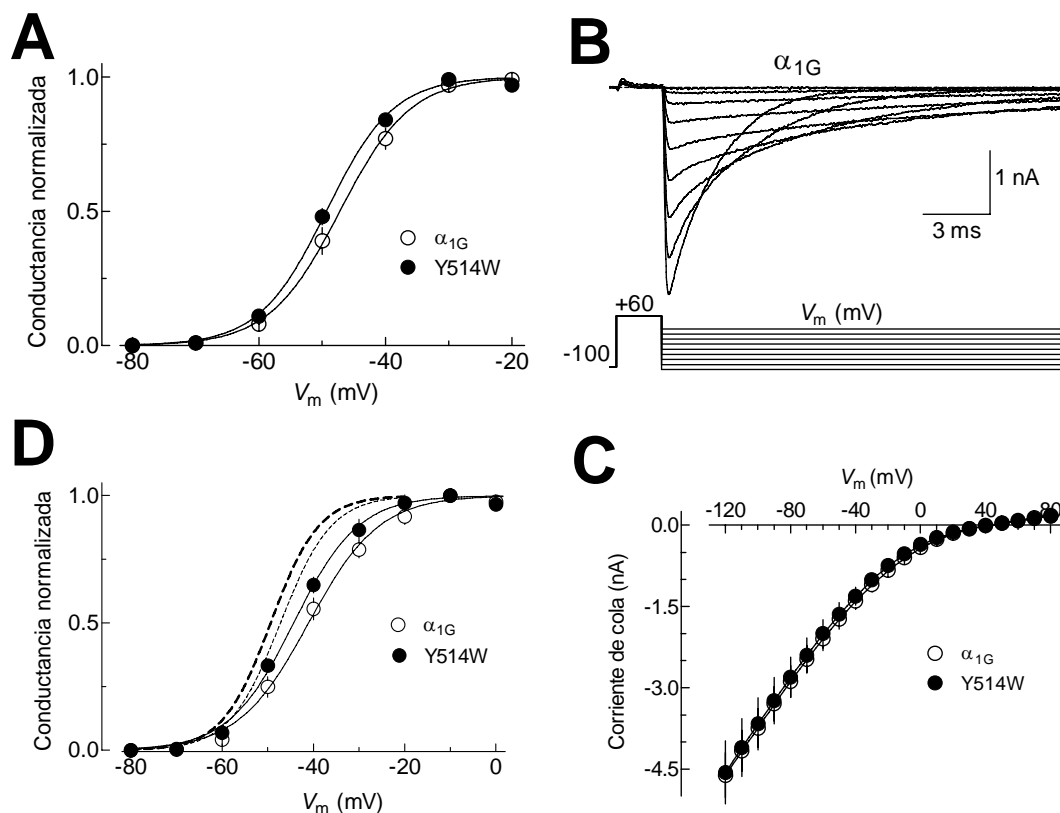 A
Conductancia normalizada
1.0
0.5
0.0
-80
-60
-40
-20
Vm (mV)
α1G
Y514W
B
α1G
1 nA
3 ms
+60
-100
Vm (mV)
D
Conductancia normalizada
1.0
0.5
0.0
-80
-60
-40
-20
0
Vm (mV)
α1G
Y514W
C
Vm (mV)
-120
-80
-40
0
40
80
0.0
-1.5
-3.0
-4.5
Corriente de cola (nA)
α1G
Y514W